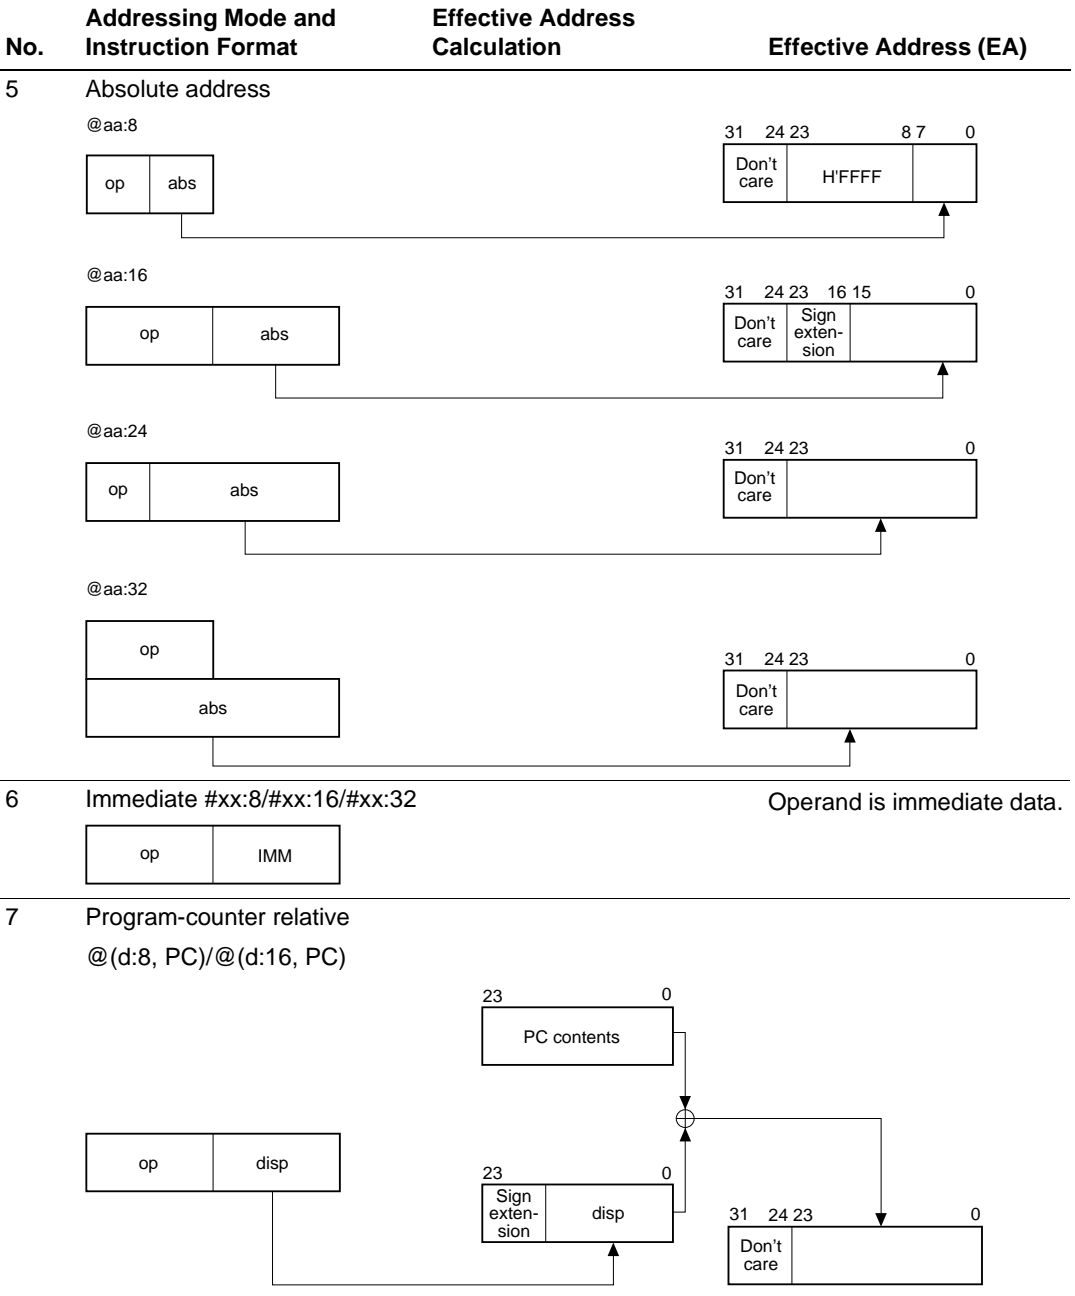 No. Addressing Mode and Instruction Format Effective Address Calculation Effective Address (EA)
5 Absolute address
@aa:8
31 24 23 8 7 0
op abs Don't care H'FFFF
@aa:16
31 24 23 16 15 0
op abs Don't care Sign exten- sion
@aa:24
31 24 23 0
op abs Don't care
@aa:32
op
31 24 23 0
abs Don't care
6 Immediate #xx:8/#xx:16/#xx:32 Operand is immediate data.
op IMM
7 Program-counter relative
@(d:8, PC)/@(d:16, PC)
23 0
PC contents
op disp
23 0
Sign exten- sion disp
31 24 23 0
Don't care